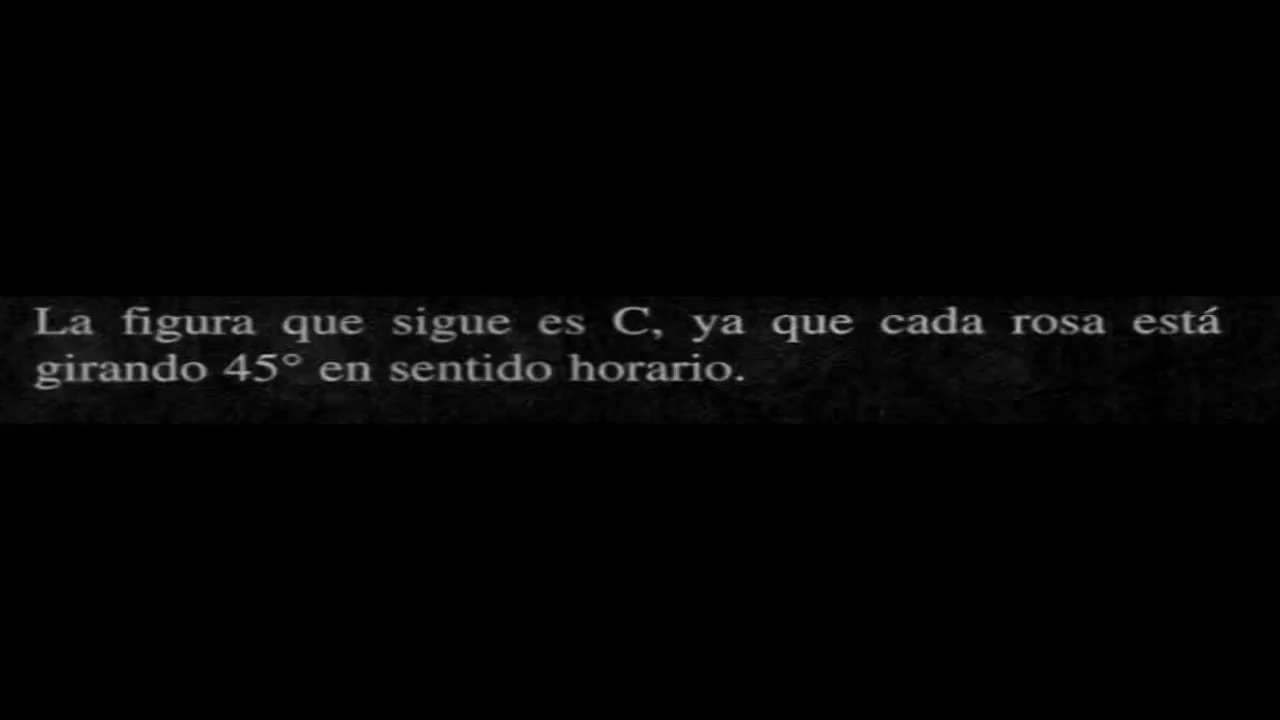 La figura que sigue es C, ya que cada rosa está
girando 45° en sentido horario.